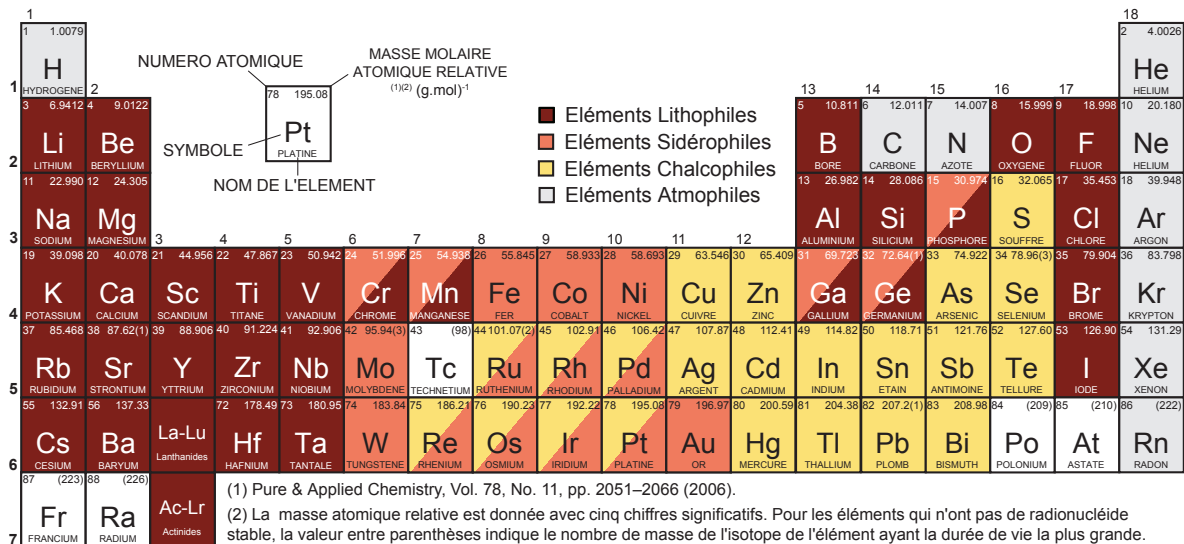 1
18
1 1.0079
H
HYDROGENE
NUMERO ATOMIQUE
MASSE MOLAIRE
ATOMIQUE RELATIVE
(1)(2) (g.mol)-1
78 195.08
Pt
PLATINE
SYMBOLE
NOM DE L'ELEMENT
Eléments Lithophiles
Eléments Sidérophiles
Eléments Chalcophiles
Eléments Atmophiles
2 4.0026
He
HELIUM
1
2
13 14 15 16 17
3 6.9412 4 9.0122 5 10.811 6 12.011 7 14.007 8 15.999 9 18.998 10 20.180
Li Be B C N O F Ne
LITHIUM BERYLLIUM BORE CARBONE AZOTE OXYGENE FLUOR HELIUM
2
11 22.990 12 24.305 13 26.982 14 28.086 15 30.974 16 32.065 17 35.453 18 39.948
Na Mg Al Si P S Cl Ar
SODIUM MAGNESIUM ALUMINIUM SILICIUM PHOSPHORE SOUFFRE CHLORE ARGON
3
3 4 5 6 7 8 9 10 11 12
19 39.098 20 40.078 21 44.956 22 47.867 23 50.942 24 51.996 25 54.938 26 55.845 27 58.933 28 58.693 29 63.546 30 65.409 31 69.723 32 72.64(1) 33 74.922 34 78.96(3) 35 79.904 36 83.798
K Ca Sc Ti V Cr Mn Fe Co Ni Cu Zn Ga Ge As Se Br Kr
POTASSIUM CALCIUM SCANDIUM TITANE VANADIUM CHROME MANGANESE FER COBALT NICKEL CUIVRE ZINC GALLIUM GERMANIUM ARSENIC SELENIUM BROME KRYPTON
4
37 85.468 38 87.62(1) 39 88.906 40 91.224 41 92.906 42 95.94(3) 43 (98) 44 101.07(2) 45 102.91 46 106.42 47 107.87 48 112.41 49 114.82 50 118.71 51 121.76 52 127.60 53 126.90 54 131.29
Rb Sr Y Zr Nb Mo Tc Ru Rh Pd Ag Cd In Sn Sb Te I Xe
RUBIDIUM STRONTIUM YTTRIUM ZIRCONIUM NIOBIUM MOLYBDENE TECHNETIUM RUTHENIUM RHODIUM PALLADIUM ARGENT CADMIUM INDIUM ETAIN ANTIMOINE TELLURE IODE XENON
5
55 132.91 56 137.33 72 178.49 73 180.95 74 183.84 75 186.21 76 190.23 77 192.22 78 195.08 79 196.97 80 200.59 81 204.38 82 207.2(1) 83 208.98 84 (209) 85 (210) 86 (222)
Cs Ba La-Lu Hf Ta W Re Os Ir Pt Au Hg Tl Pb Bi Po At Rn
CESIUM BARYUM Lanthanides HAFNIUM TANTALE TUNGSTENE RHENIUM OSMIUM IRIDIUM PLATINE OR MERCURE THALLIUM PLOMB BISMUTH POLONIUM ASTATE RADON
6
87 (223) 88 (226)
Fr Ra Ac-Lr
FRANCIUM RADIUM Actinides
7
(1) Pure & Applied Chemistry, Vol. 78, No. 11, pp. 2051–2066 (2006).
(2) La masse atomique relative est donnée avec cinq chiffres significatifs. Pour les éléments qui n'ont pas de radionucléide
stable, la valeur entre parenthèses indique le nombre de masse de l'isotope de l'élément ayant la durée de vie la plus grande.